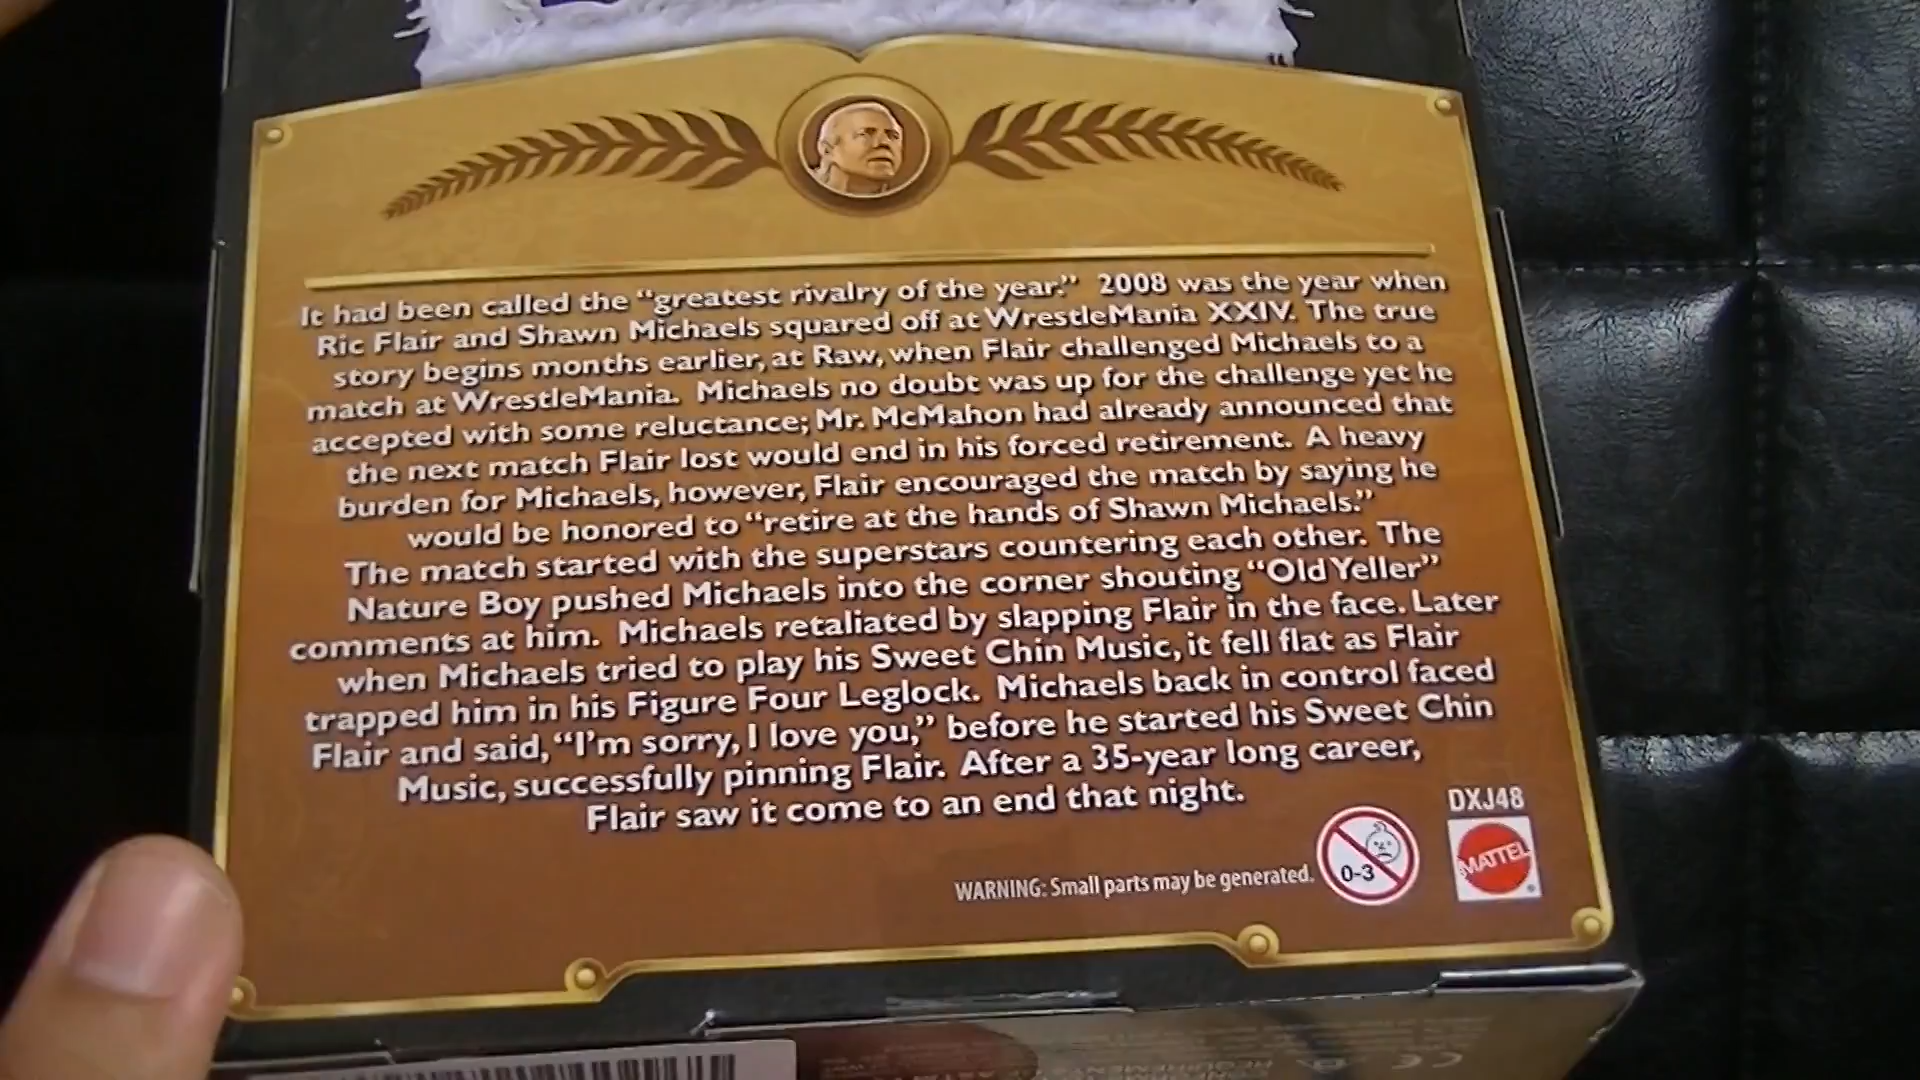 It had been called the “greatest rivalry of the year.” 2008 was the year when
Ric Flair and Shawn Michaels squared off at WrestleMania XXIV. The true
story begins months earlier, at Raw, when Flair challenged Michaels to a
match at WrestleMania. Michaels no doubt was up for the challenge yet he
accepted with some reluctance; Mr. McMahon had already announced that
the next match Flair lost would end in his forced retirement. A heavy
burden for Michaels, however, Flair encouraged the match by saying he
would be honored to “retire at the hands of Shawn Michaels.”
The match started with the superstars countering each other. The
Nature Boy pushed Michaels into the corner shouting “Old Yeller”
comments at him. Michaels retaliated by slapping Flair in the face. Later
when Michaels tried to play his Sweet Chin Music, it fell flat as Flair
trapped him in his Figure Four Leglock. Michaels back in control faced
Flair and said, “I’m sorry, I love you,” before he started his Sweet Chin
Music, successfully pinning Flair. After a 35-year long career,
Flair saw it come to an end that night.
DXJ48
WARNING: Small parts may be generated.
0-3
MATTEL